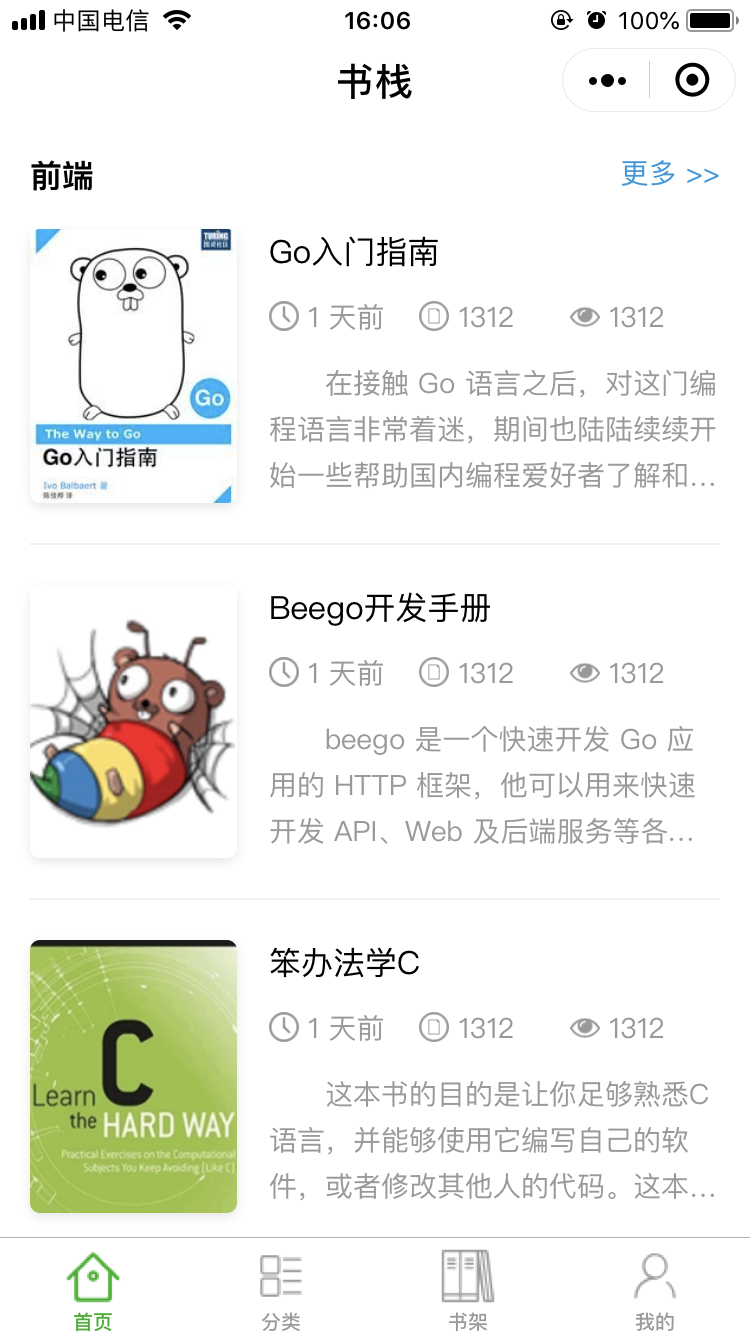 中国电信 16:06 100%
书栈
前端 更多 >>
TURING
图灵社区
Go
The Way to Go
Go入门指南
Ivo Balbaert 著
陈佳桦 译
Go入门指南
1 天前 1312 1312
在接触 Go 语言之后，对这门编
程语言非常着迷，期间也陆陆续续开
始一些帮助国内编程爱好者了解和…
Beego开发手册
1 天前 1312 1312
beego 是一个快速开发 Go 应
用的 HTTP 框架，他可以用来快速
开发 API、Web 及后端服务等各…
Learn C
the HARD WAY
Practical Exercises on the Computational
Subjects You Keep Avoiding [Like C]
笨办法学C
1 天前 1312 1312
这本书的目的是让你足够熟悉C
语言，并能够使用它编写自己的软
件，或者修改其他人的代码。这本…
首页 分类 书架 我的